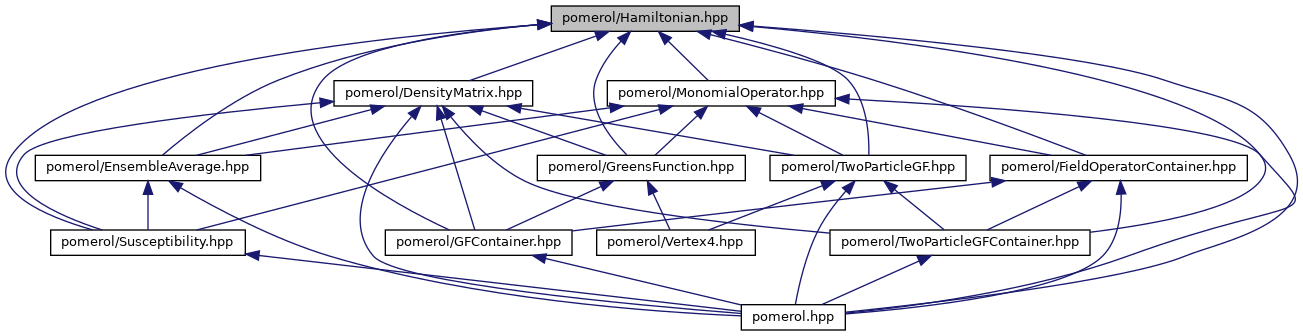 pomerol/Hamiltonian.hpp
pomerol/DensityMatrix.hpp
pomerol/MonomialOperator.hpp
pomerol/EnsembleAverage.hpp
pomerol/GreensFunction.hpp
pomerol/TwoParticleGF.hpp
pomerol/FieldOperatorContainer.hpp
pomerol/Susceptibility.hpp
pomerol/GFContainer.hpp
pomerol/Vertex4.hpp
pomerol/TwoParticleGFContainer.hpp
pomerol.hpp